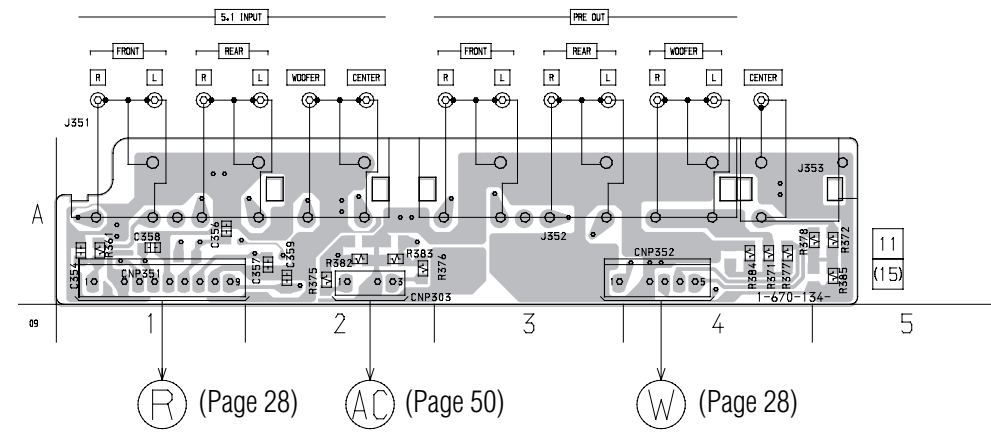 5.1 INPUT PRE OUT
FRONT REAR FRONT REAR WOOFER
R L R L WOOFER CENTER R L R L R L CENTER
J351
J353
A
J352
C354 R361 C358 C356 C357 C359 R375 R382 R383 R376 R384 R371 R377 R378 R372 R385
CNP351 CNP303 CNP352
1 9 1 3 1 5
1-670-134-
11
(15)
09 1 2 3 4 5
R (Page 28) AC (Page 50) W (Page 28)